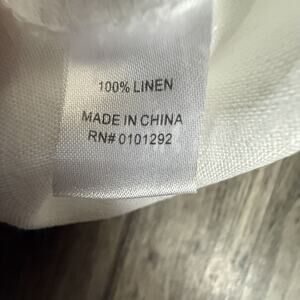 100% LINEN
MADE IN CHINA
RN# 0101292